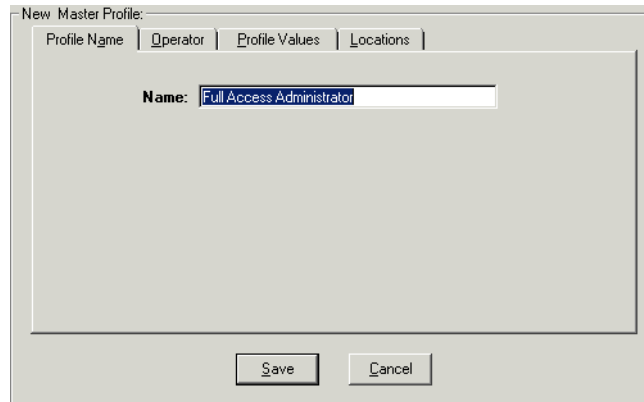 New Master Profile:
Profile Name Operator Profile Values Locations
Name: Full Access Administrator
Save Cancel